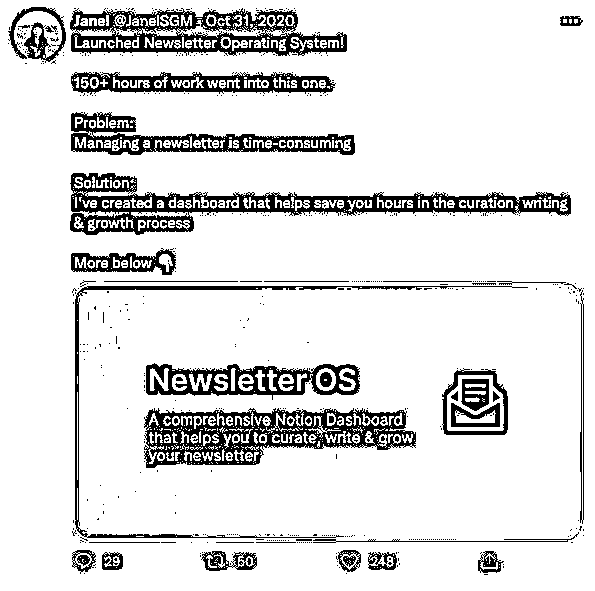 Janel @JanelSGM · Oct 31, 2020
Launched Newsletter Operating System!
150+ hours of work went into this one.
Problem:
Managing a newsletter is time-consuming
Solution:
I've created a dashboard that helps save you hours in the curation, writing
& growth process
More below 👇
Newsletter OS
A comprehensive Notion Dashboard
that helps you to curate, write & grow
your newsletter
29 50 248